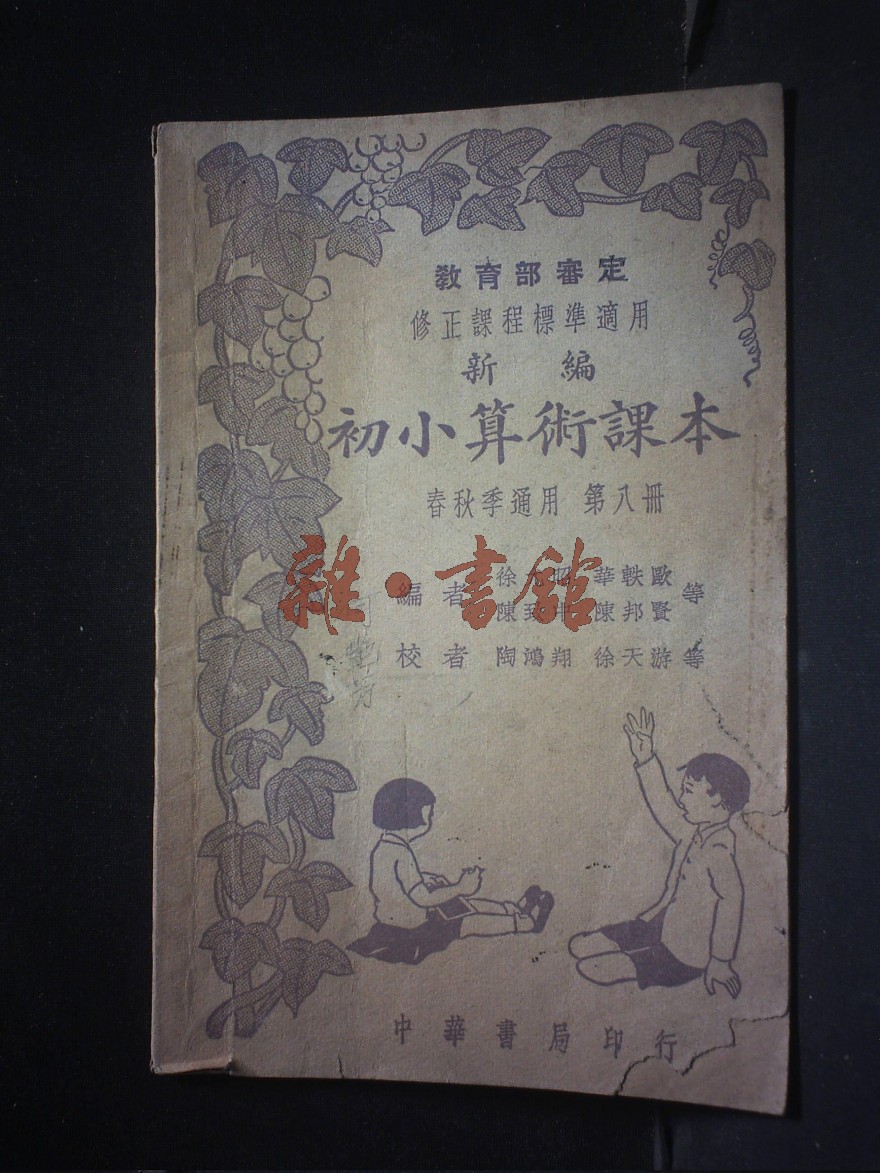 教育部審定
修正課程標準適用
新編
初小算術課本
春秋季通用 第八冊
雜·書館
編者 徐 華軼歐
陳 陳邦賢 等
校者 陶鴻翔 徐天游 等
中華書局印行